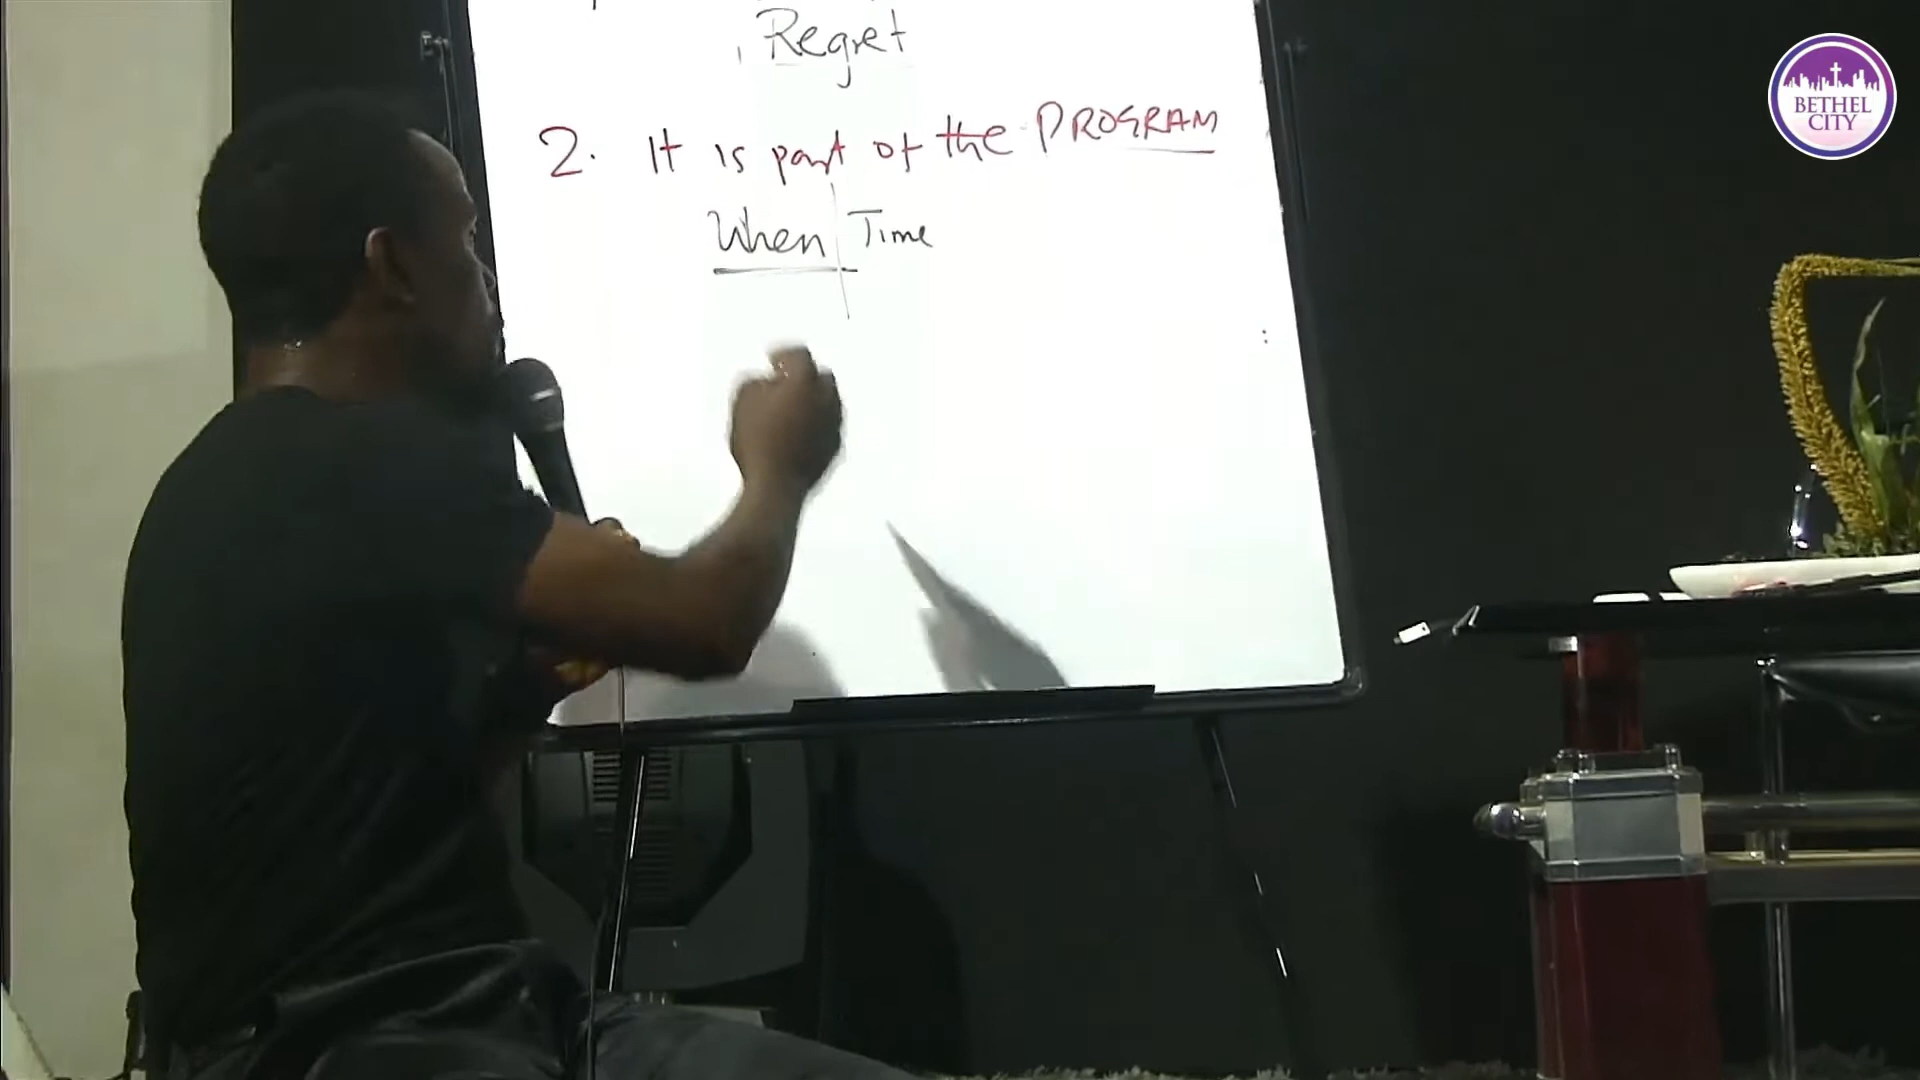 Regret
2. It is part of the PROGRAM
When Time
BETHEL
CITY